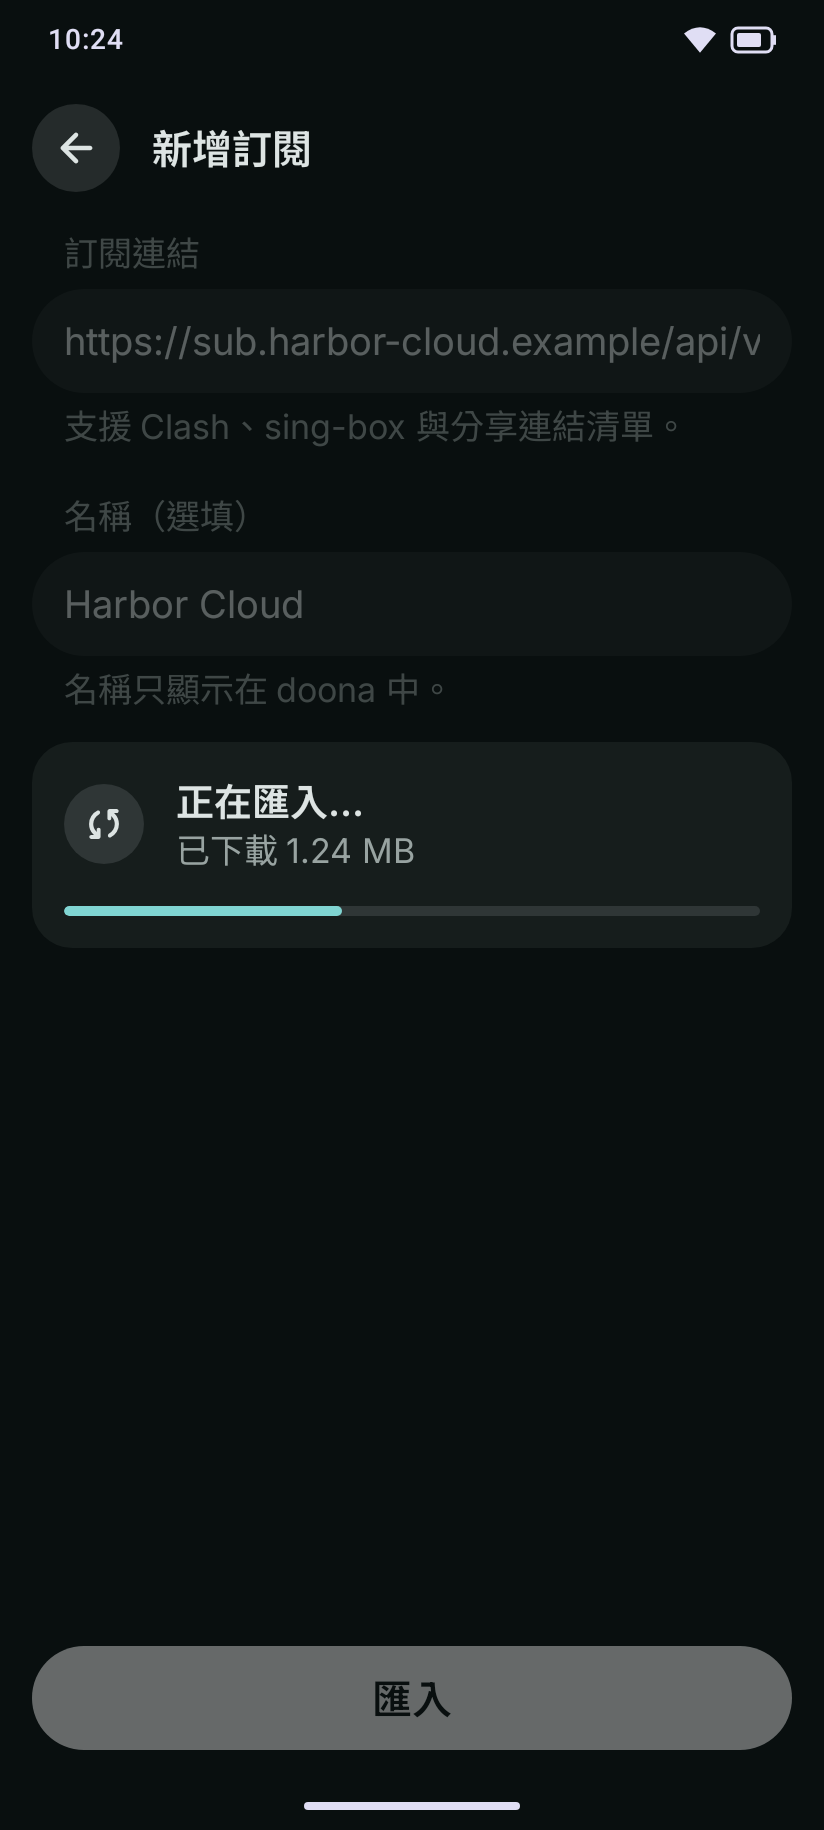 10:24
新增訂閱
訂閱連結
https://sub.harbor-cloud.example/api/v
支援 Clash、sing-box 與分享連結清單。
名稱（選填）
Harbor Cloud
名稱只顯示在 doona 中。
正在匯入...
已下載 1.24 MB
匯入